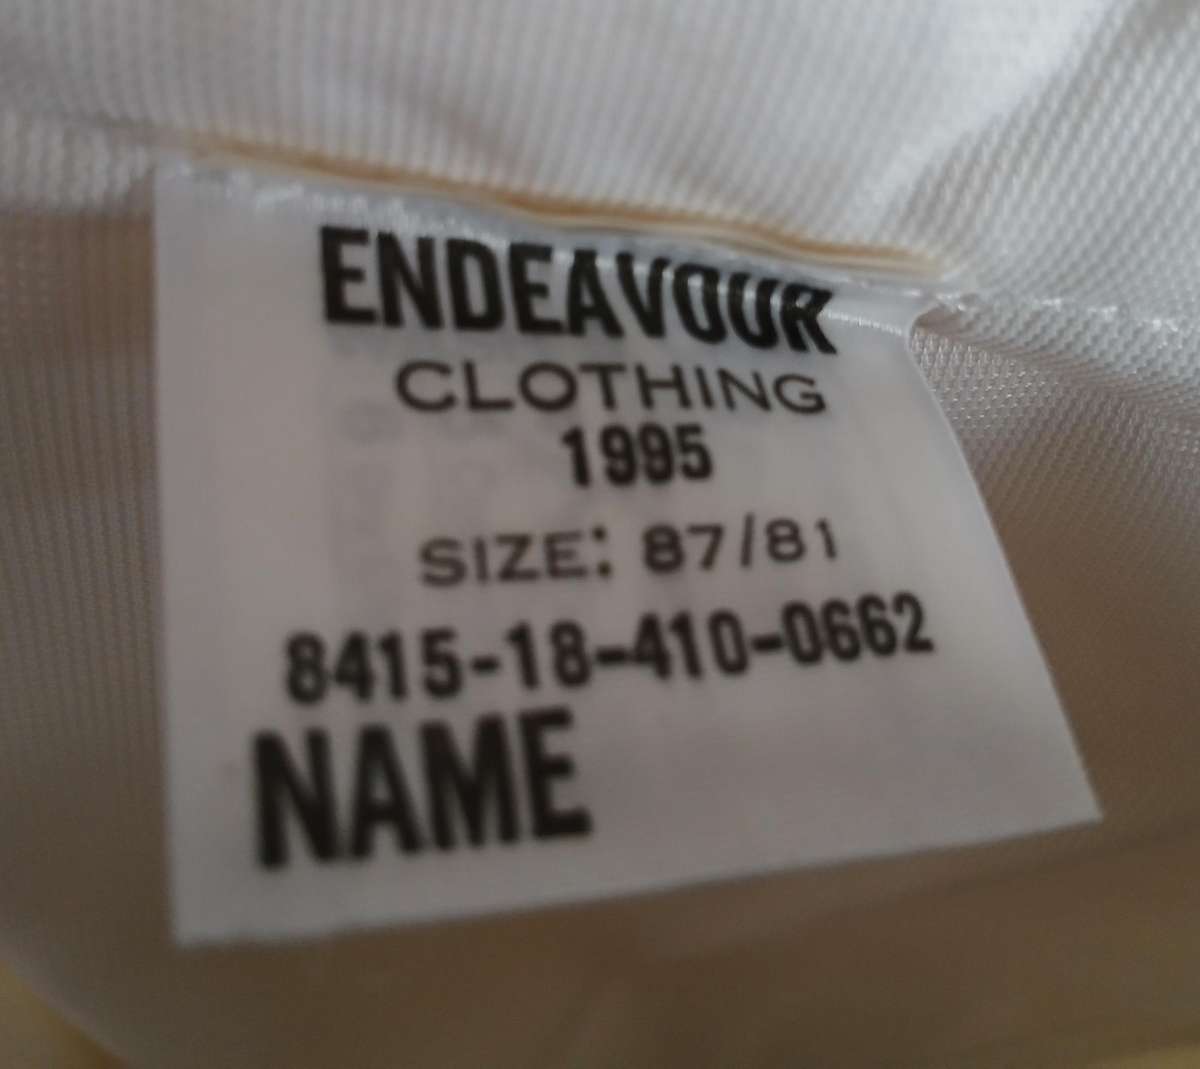 ENDEAVOUR
CLOTHING
1995
SIZE: 87/81
8415-18-410-0662
NAME